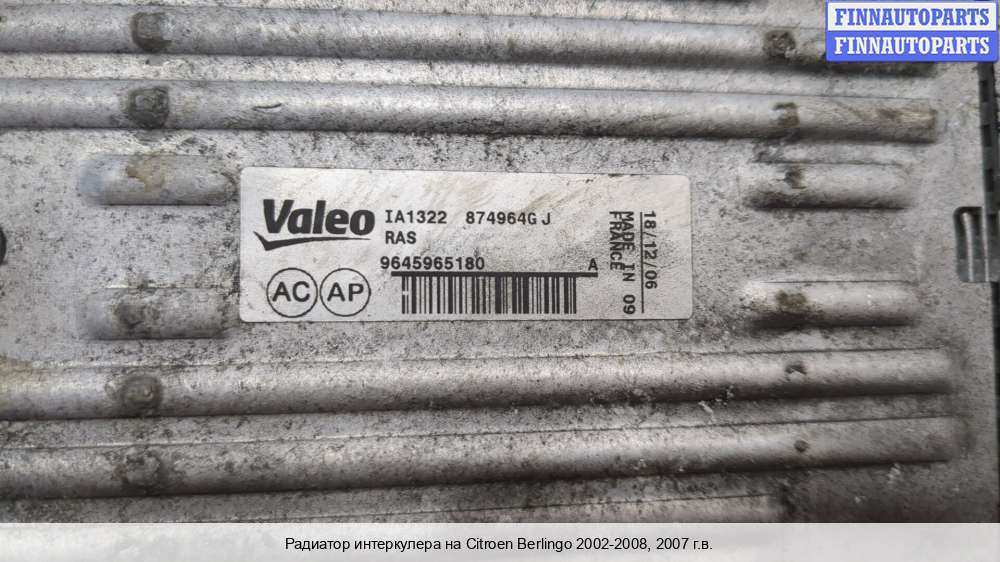 FINNAUTOPARTS
FINNAUTOPARTS
Valeo
IA1322 874964G J
RAS
9645965180 A
AC AP
18/12/06
MADE IN 09
FRANCE
Радиатор интеркулера на Citroen Berlingo 2002-2008, 2007 г.в.